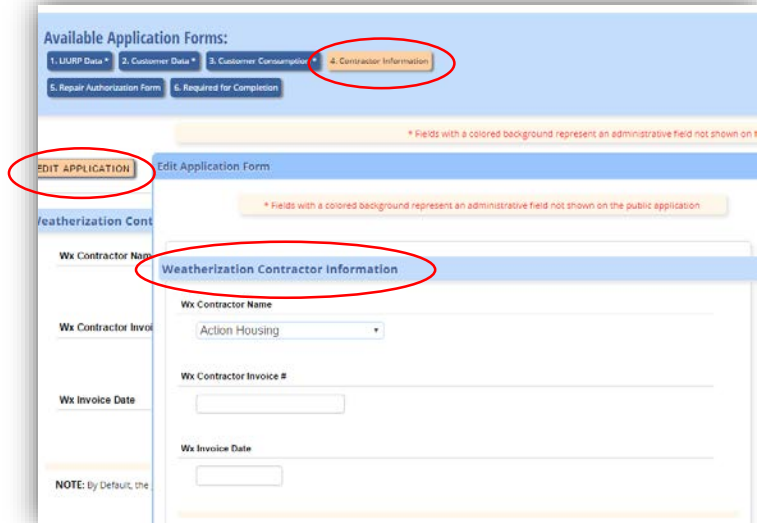 Available Application Forms:
1. LIURP Data * 2. Customer Data * 3. Customer Consumption * 4. Contractor Information
5. Repair Authorization Form 6. Required for Completion
* Fields with a colored background represent an administrative field not shown on
EDIT APPLICATION
Edit Application Form
* Fields with a colored background represent an administrative field not shown on the public application
Weatherization Cont
Wx Contractor Nam
Wx Contractor Invoi
Wx Invoice Date
NOTE: By Default, the
Weatherization Contractor Information
Wx Contractor Name
Action Housing
Wx Contractor Invoice #
Wx Invoice Date